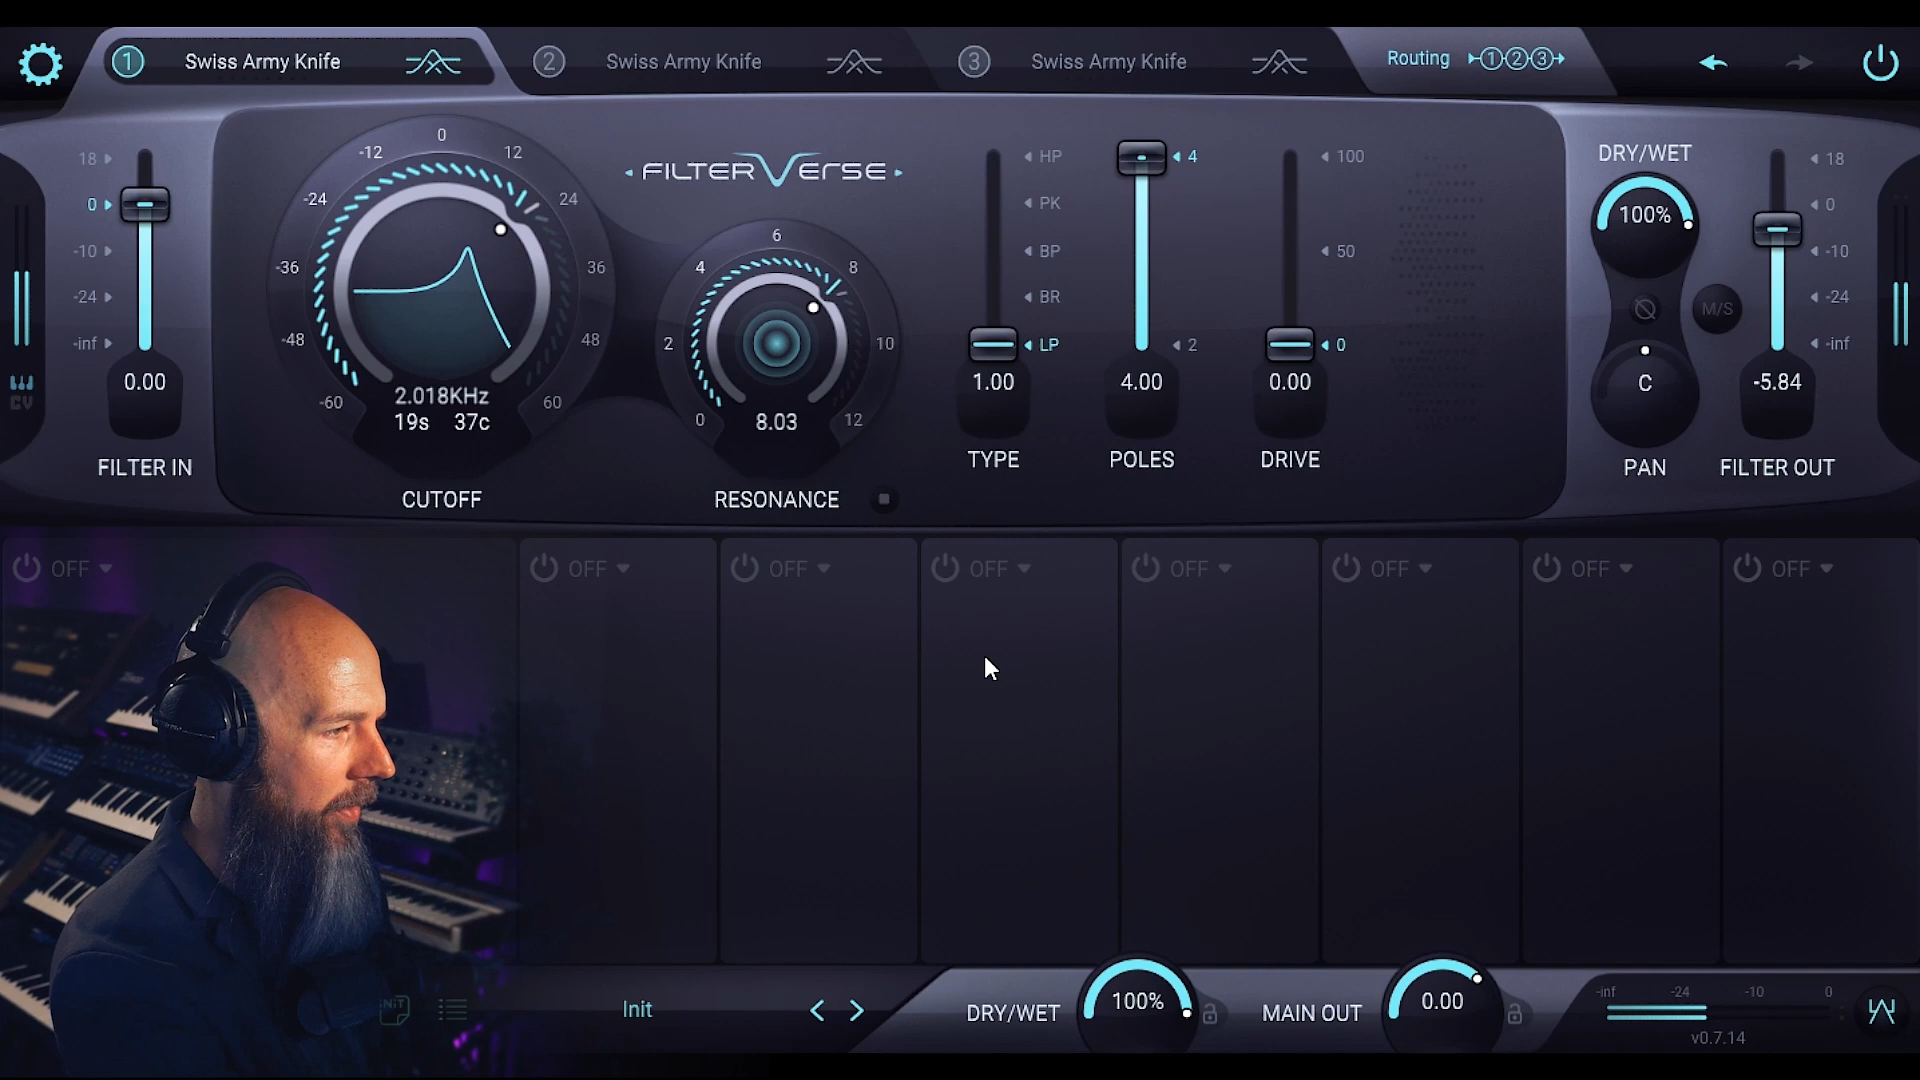 1 Swiss Army Knife
2 Swiss Army Knife
3 Swiss Army Knife
Routing 1 2 3
18
0
-10
-24
-inf
0.00
FILTER IN
CV
0
-12 12
-24 24
-36 36
-48 48
-60 60
2.018KHz
19s 37c
CUTOFF
FILTERVERSE
6
4 8
2 10
0 12
8.03
RESONANCE
HP
PK
BP
BR
LP
1.00
TYPE
4
2
4.00
POLES
100
50
0
0.00
DRIVE
DRY/WET
100%
M/S
C
PAN
18
0
-10
-24
-inf
-5.84
FILTER OUT
OFF OFF OFF OFF OFF OFF OFF OFF
INIT
Init
DRY/WET 100%
MAIN OUT 0.00
-inf -24 -10 0
v0.7.14